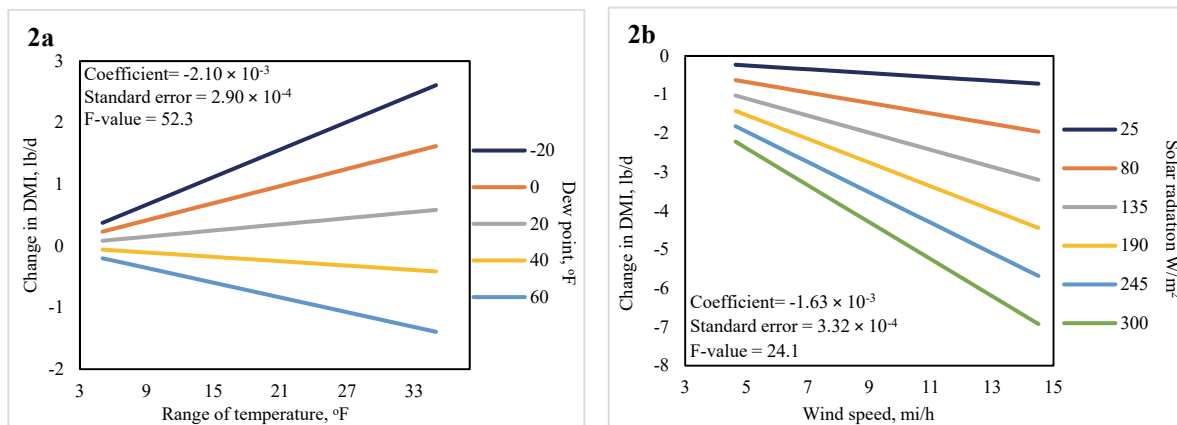 2a
Coefficient= -2.10 × 10-3
Standard error = 2.90 × 10-4
F-value = 52.3
3
2
1
0
-1
-2
Change in DMI, lb/d
3 9 15 21 27 33
Range of temperature, oF
-20
0
20
40
60
Dew point, oF
2b
0
-1
-2
-3
-4
-5
-6
-7
-8
Change in DMI, lb/d
Coefficient= -1.63 × 10-3
Standard error = 3.32 × 10-4
F-value = 24.1
3 5 7 9 11 13 15
Wind speed, mi/h
25
80
135
190
245
300
Solar radiation W/m2